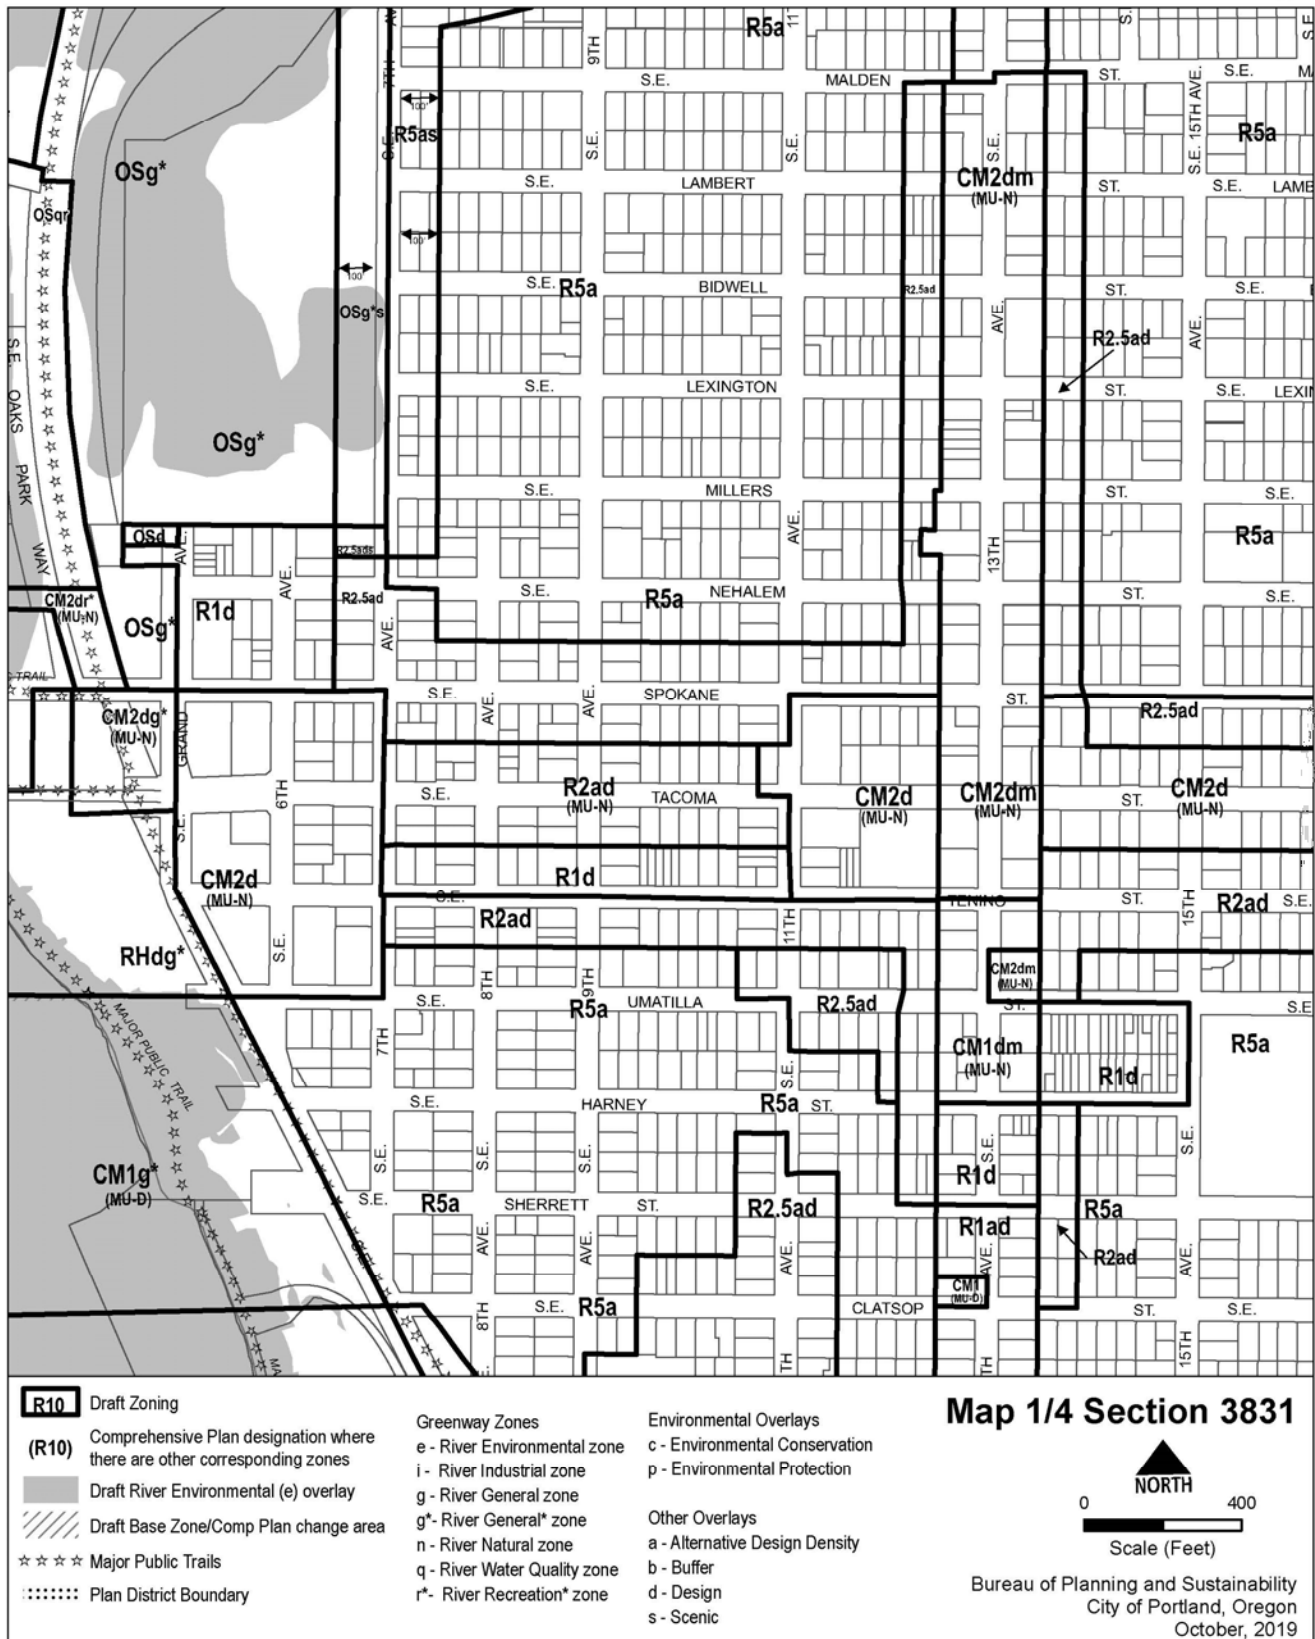 R5a
11T
9TH
7TH
S.E.
S.E.
MALDEN
ST.
S.E.
S.E.
100'
R5as
S.E.
S.E.
S.E.
S.E.
S.E. 15TH AVE.
R5a
OSg*
S.E.
LAMBERT
CM2dm
(MU-N)
ST.
S.E.
LAMB
OSqr
100'
100'
S.E.
R5a
BIDWELL
R2.5ad
ST.
S.E.
OSg*s
AVE.
AVE.
R2.5ad
S.E. OAKS PARK WAY
S.E.
LEXINGTON
ST.
S.E.
LEXIN
OSg*
S.E.
MILLERS
ST.
S.E.
OSd
AVE.
AVE.
13TH
R5a
R2.5ads
AVE.
S.E.
R5a
NEHALEM
ST.
S.E.
CM2dr*
(MU-N)
OSg*
R1d
R2.5ad
AVE.
TRAIL
S.E.
SPOKANE
ST.
AVE.
AVE.
R2.5ad
CM2dg*
(MU-N)
GRAND
6TH
S.E.
R2ad
(MU-N)
TACOMA
CM2d
(MU-N)
CM2dm
(MU-N)
CM2d
(MU-N)
ST.
S.E.
CM2d
(MU-N)
R1d
S.E.
TENINO
ST.
15TH
R2ad
S.E.
R2ad
11TH
S.E.
RHdg*
8TH
9TH
CM2dm
(MU-N)
S.E.
R5a
UMATILLA
R2.5ad
ST.
S.E
MAJOR PUBLIC TRAIL
7TH
CM1dm
(MU-N)
R5a
S.E.
R1d
S.E.
HARNEY
R5a
ST.
S.E.
S.E.
S.E.
S.E.
S.E.
CM1g*
(MU-D)
R1d
S.E.
R5a
SHERRETT
ST.
R2.5ad
R5a
R1ad
S.E.
AVE.
AVE.
AVE.
AVE.
AVE.
R2ad
CM1
(MU-D)
8TH
S.E.
R5a
CLATSOP
ST.
S.E.
TH
TH
15TH
MA
R10 Draft Zoning
(R10) Comprehensive Plan designation where
there are other corresponding zones
Draft River Environmental (e) overlay
Draft Base Zone/Comp Plan change area
Major Public Trails
Plan District Boundary
Greenway Zones
e - River Environmental zone
i - River Industrial zone
g - River General zone
g*- River General* zone
n - River Natural zone
q - River Water Quality zone
r*- River Recreation* zone
Environmental Overlays
c - Environmental Conservation
p - Environmental Protection
Other Overlays
a - Alternative Design Density
b - Buffer
d - Design
s - Scenic
Map 1/4 Section 3831
NORTH
0 400
Scale (Feet)
Bureau of Planning and Sustainability
City of Portland, Oregon
October, 2019